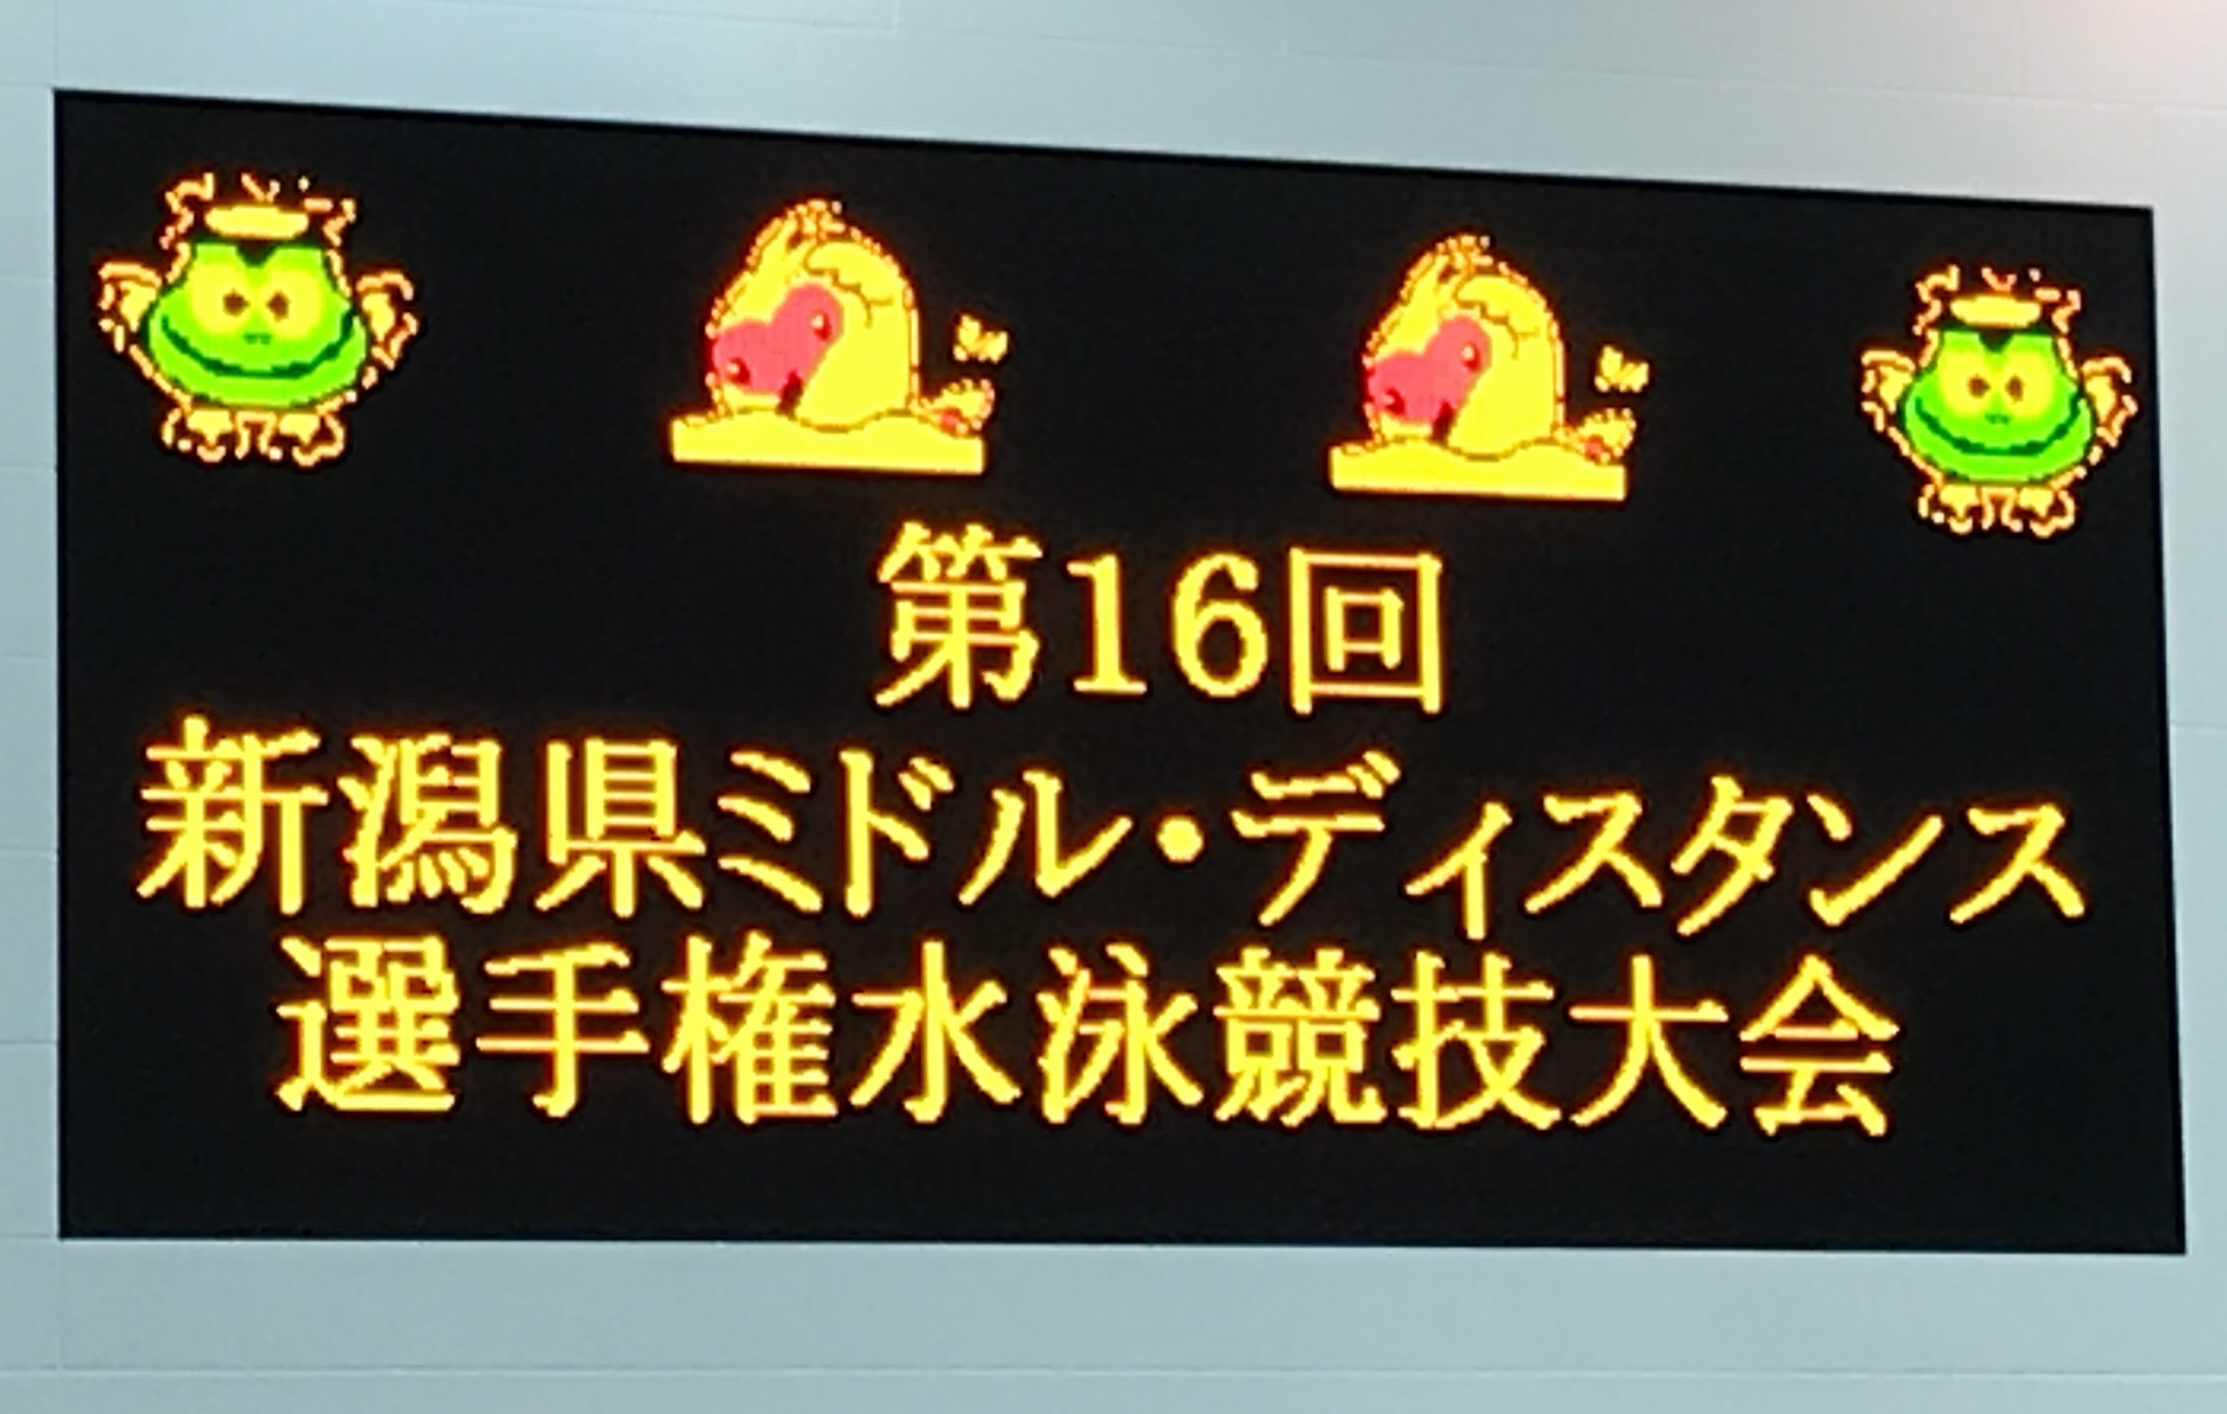 第16回
新潟県ミドル・ディスタンス
選手権水泳競技大会